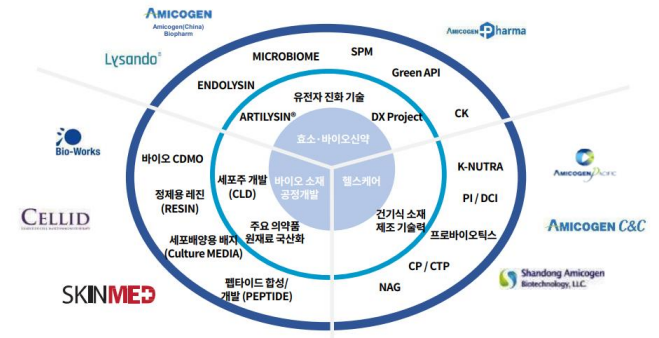 AMICOGEN
Amicogen(China)
Biopharm
Lysando
AMICOGEN Pharma
MICROBIOME
SPM
Green API
ENDOLYSIN
유전자 진화 기술
ARTILYSIN®
DX Project
CK
효소·바이오신약
Bio-Works
바이오 CDMO
세포주 개발
(CLD)
바이오 소재
공정개발
헬스케어
K-NUTRA
AMICOGEN PACIFIC
정제용 레진
(RESIN)
PI / DCI
CELLID
주요 의약품
원재료 국산화
건기식 소재
제조 기술력
프로바이오틱스
AMICOGEN C&C
세포배양용 배지
(Culture MEDIA)
CP / CTP
SKINMED
펩타이드 합성/
개발 (PEPTIDE)
NAG
Shandong Amicogen
Biotechnology, LLC.